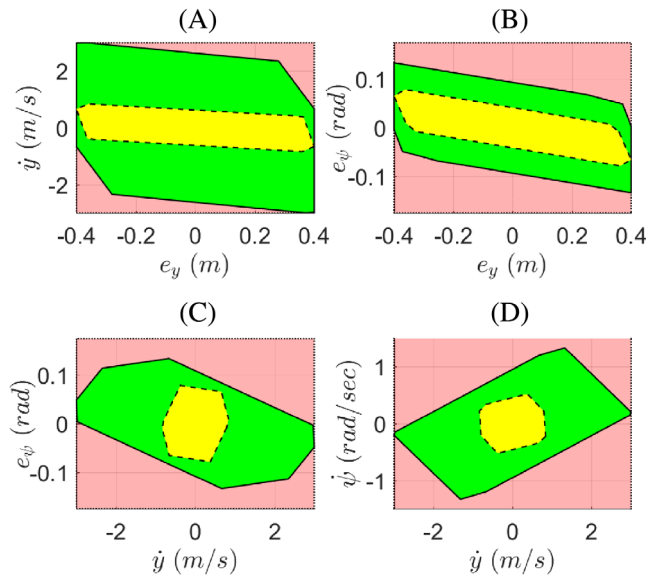 (A) (B)
2
0
-2
ẏ (m/s)
-0.4 -0.2 0 0.2 0.4
e_y (m)
0.1
0
-0.1
e_ψ (rad)
-0.4 -0.2 0 0.2 0.4
e_y (m)
(C) (D)
0.1
0
-0.1
e_ψ (rad)
-2 0 2
ẏ (m/s)
1
0
-1
ψ̇ (rad/sec)
-2 0 2
ẏ (m/s)